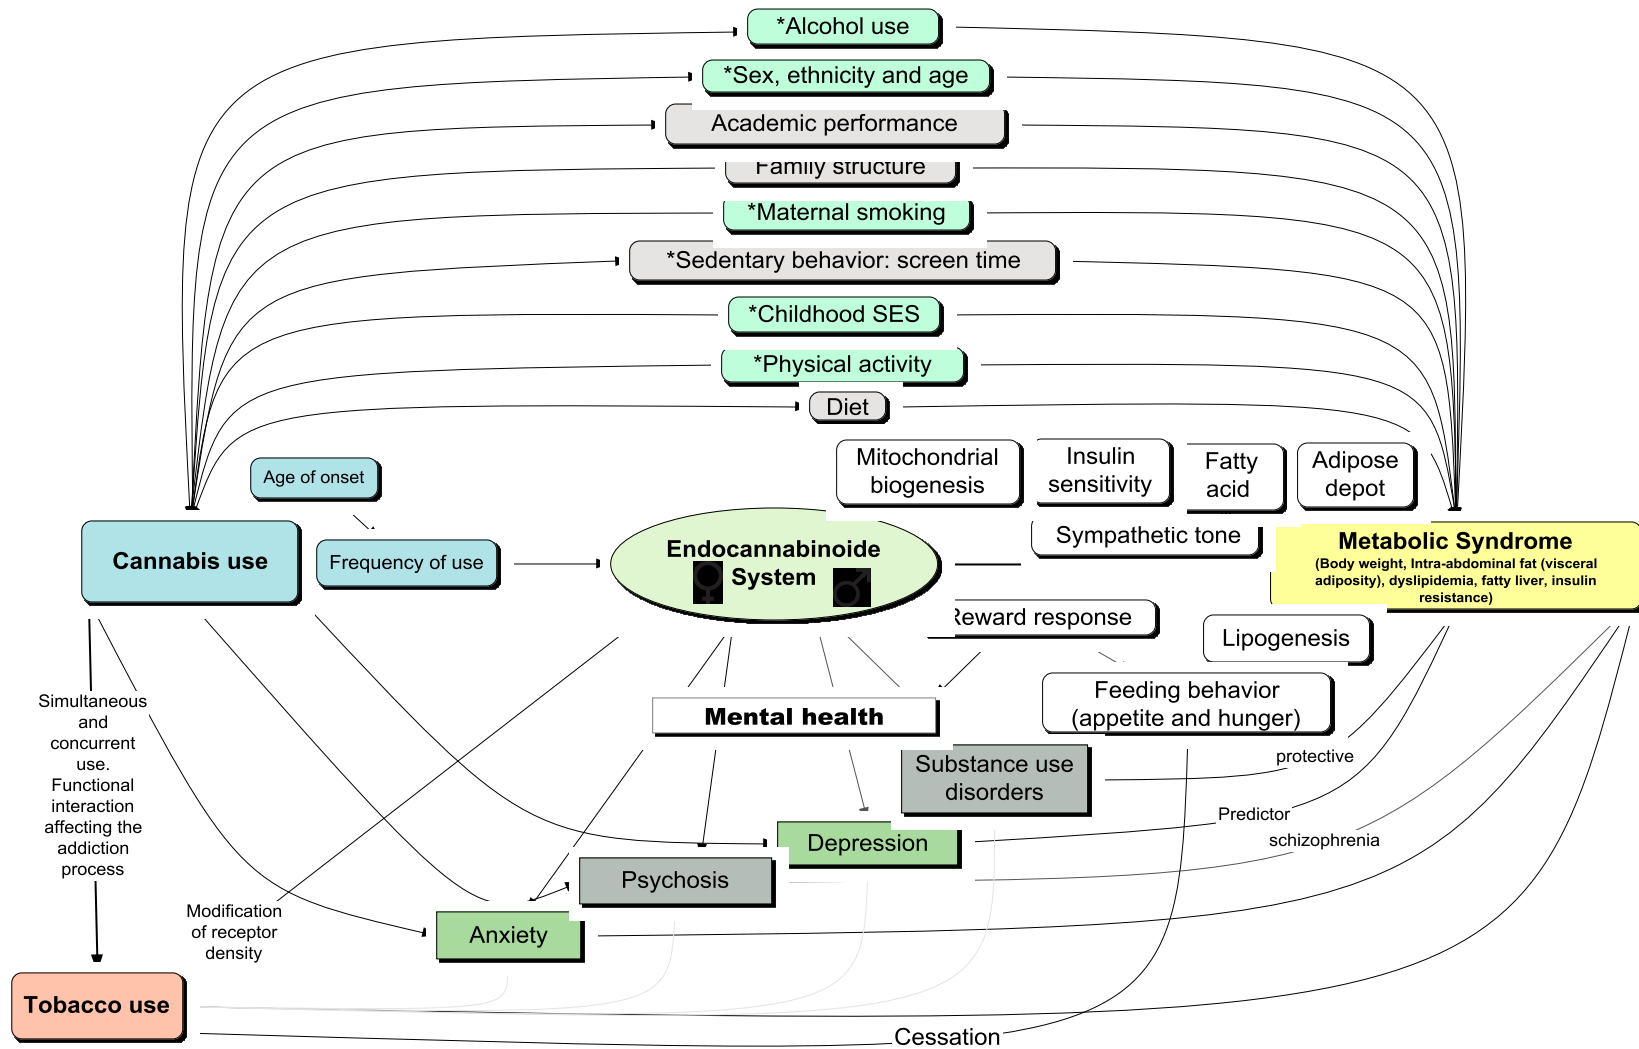 *Alcohol use
*Sex, ethnicity and age
Academic performance
Family structure
*Maternal smoking
*Sedentary behavior: screen time
*Childhood SES
*Physical activity
Diet
Age of onset
Mitochondrial
biogenesis
Insulin
sensitivity
Fatty
acid
Adipose
depot
Cannabis use
Frequency of use
Endocannabinoide
System
Sympathetic tone
Metabolic Syndrome
(Body weight, Intra-abdominal fat (visceral
adiposity), dyslipidemia, fatty liver, insulin
resistance)
Reward response
Lipogenesis
Feeding behavior
(appetite and hunger)
Mental health
Simultaneous
and
concurrent
use.
Functional
interaction
affecting the
addiction
process
Substance use
disorders
protective
Predictor
schizophrenia
Depression
Psychosis
Anxiety
Modification
of receptor
density
Tobacco use
Cessation